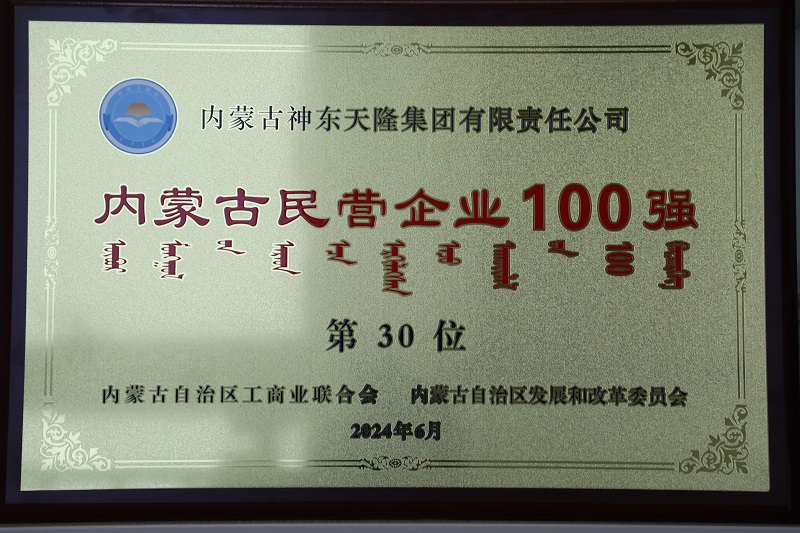 内蒙古神东天隆集团有限责任公司
内蒙古民营企业100强
第 30 位
内蒙古自治区工商业联合会 内蒙古自治区发展和改革委员会
2024年6月